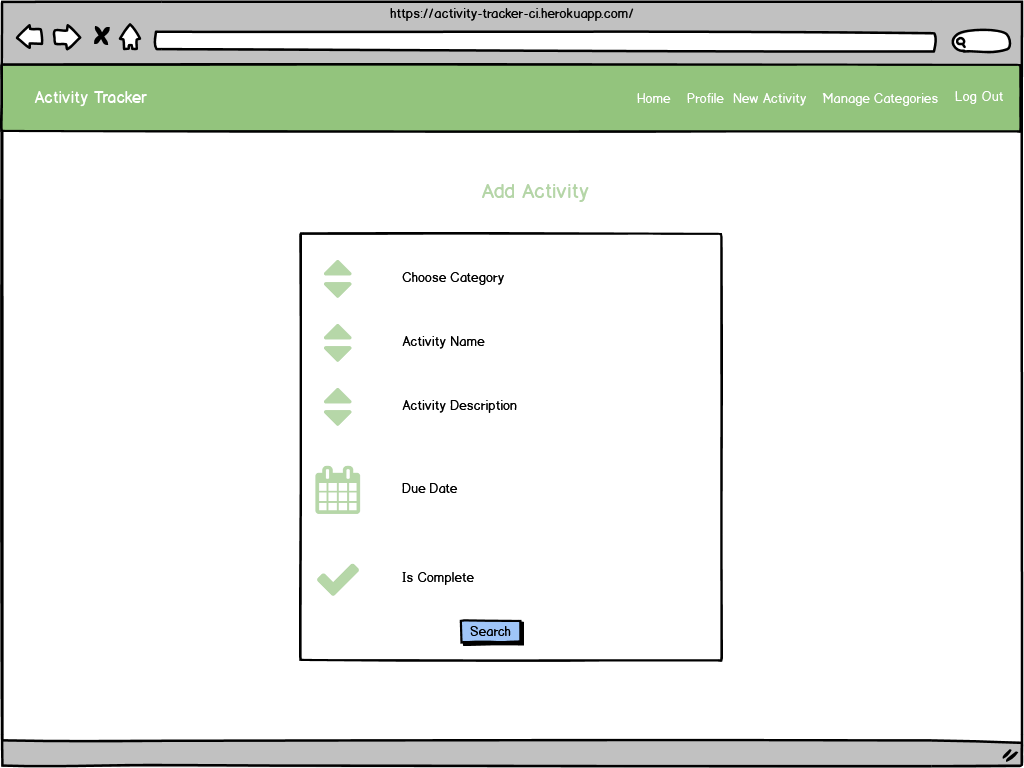 https://activity-tracker-ci.herokuapp.com/
Activity Tracker
Home Profile New Activity Manage Categories Log Out
Add Activity
Choose Category
Activity Name
Activity Description
Due Date
Is Complete
Search